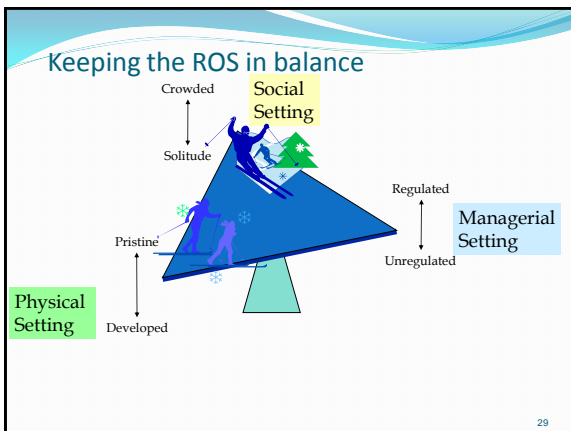 Keeping the ROS in balance
Crowded
Social
Setting
Solitude
Regulated
Managerial
Setting
Unregulated
Pristine
Physical
Setting
Developed
29